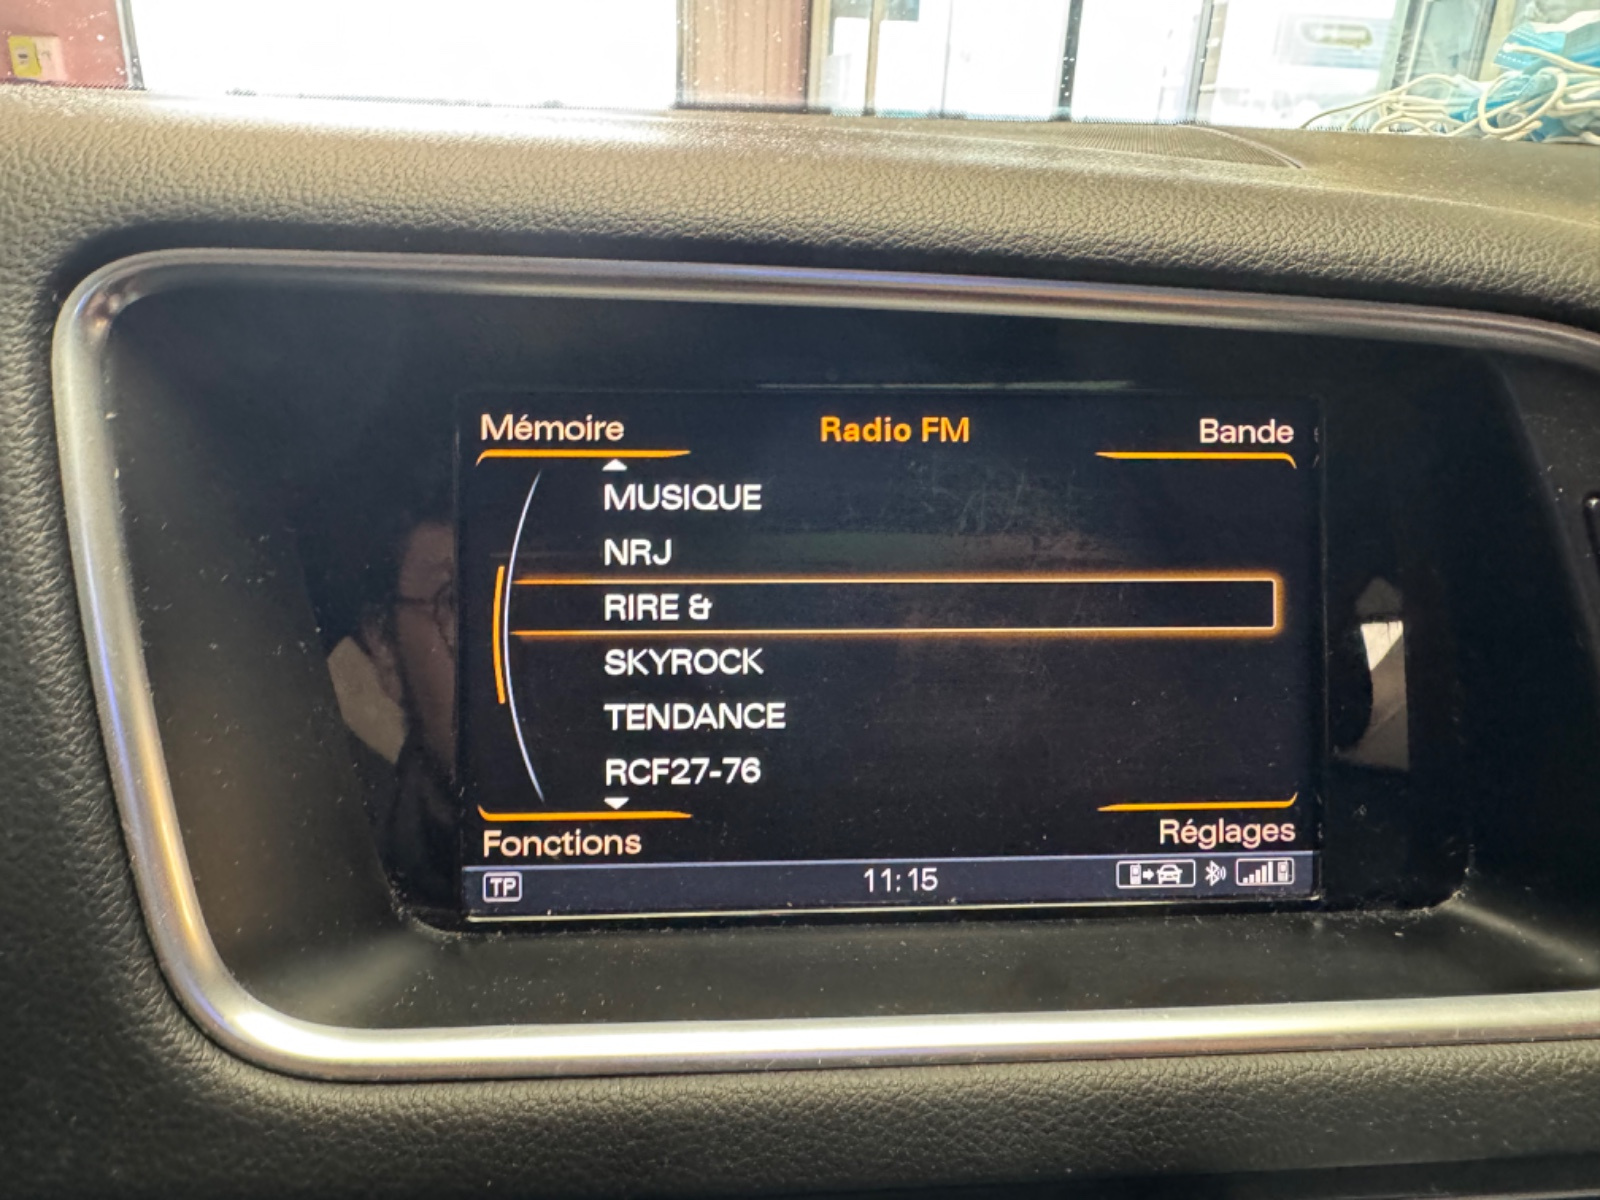 Mémoire Radio FM Bande
MUSIQUE
NRJ
RIRE &
SKYROCK
TENDANCE
RCF27-76
Fonctions Réglages
TP 11:15